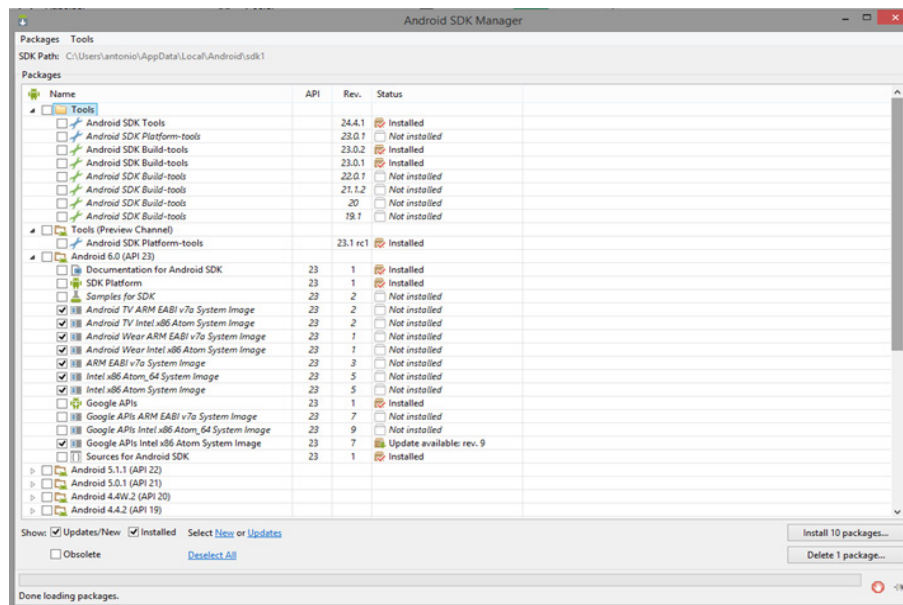 Android SDK Manager
Packages Tools
SDK Path: C:\Users\antonio\AppData\Local\Android\sdk1
Packages
Name API Rev. Status
Tools
Android SDK Tools 24.4.1 Installed
Android SDK Platform-tools 23.0.1 Not installed
Android SDK Build-tools 23.0.2 Installed
Android SDK Build-tools 23.0.1 Installed
Android SDK Build-tools 22.0.1 Not installed
Android SDK Build-tools 21.1.2 Not installed
Android SDK Build-tools 20 Not installed
Android SDK Build-tools 19.1 Not installed
Tools (Preview Channel)
Android SDK Platform-tools 23.1 rc1 Installed
Android 6.0 (API 23)
Documentation for Android SDK 23 1 Installed
SDK Platform 23 1 Installed
Samples for SDK 23 2 Not installed
Android TV ARM EABI v7a System Image 23 2 Not installed
Android TV Intel x86 Atom System Image 23 2 Not installed
Android Wear ARM EABI v7a System Image 23 1 Not installed
Android Wear Intel x86 Atom System Image 23 1 Not installed
ARM EABI v7a System Image 23 3 Not installed
Intel x86 Atom_64 System Image 23 5 Not installed
Intel x86 Atom System Image 23 5 Not installed
Google APIs 23 1 Installed
Google APIs ARM EABI v7a System Image 23 7 Not installed
Google APIs Intel x86 Atom_64 System Image 23 9 Not installed
Google APIs Intel x86 Atom System Image 23 7 Update available: rev. 9
Sources for Android SDK 23 1 Installed
Android 5.1.1 (API 22)
Android 5.0.1 (API 21)
Android 4.4W.2 (API 20)
Android 4.4.2 (API 19)
Show: Updates/New Installed Select New or Updates Install 10 packages...
Obsolete Deselect All Delete 1 package...
Done loading packages.